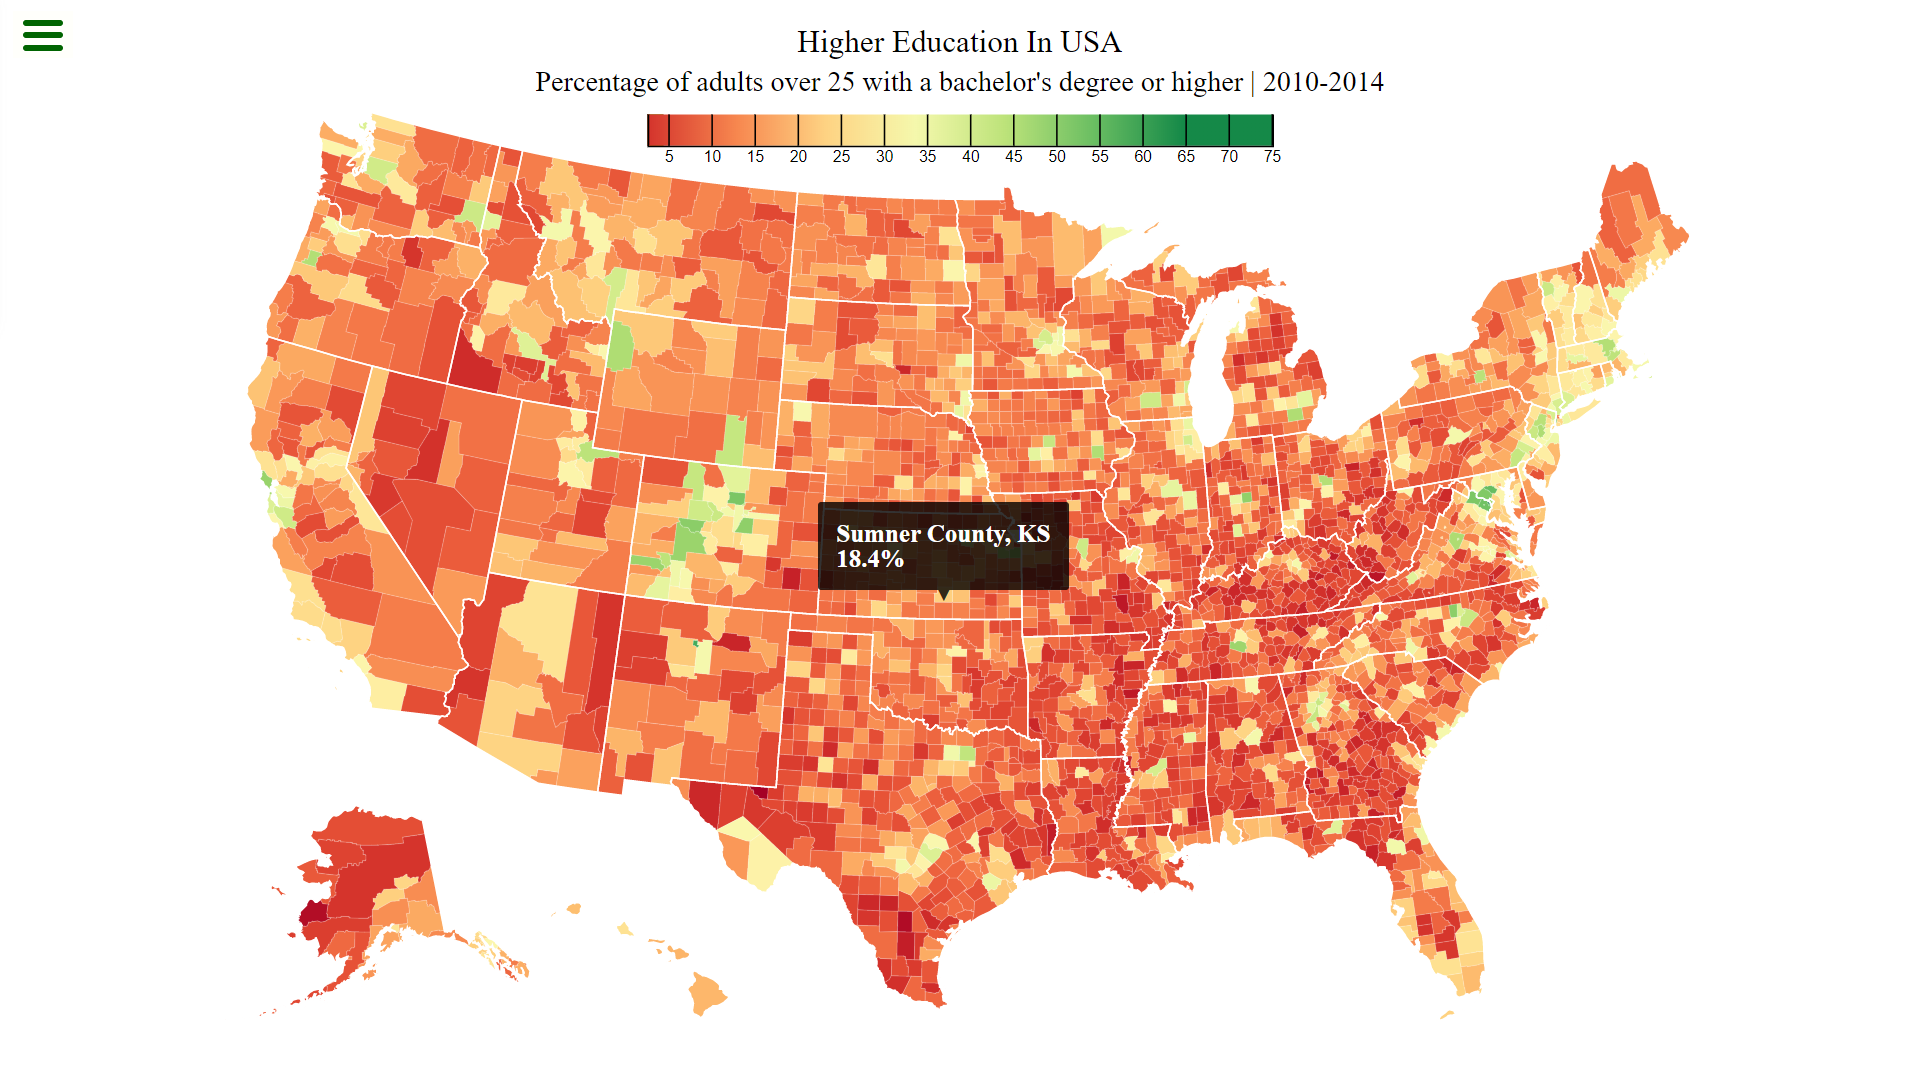 Higher Education In USA
Percentage of adults over 25 with a bachelor's degree or higher | 2010-2014
5 10 15 20 25 30 35 40 45 50 55 60 65 70 75
Sumner County, KS
18.4%